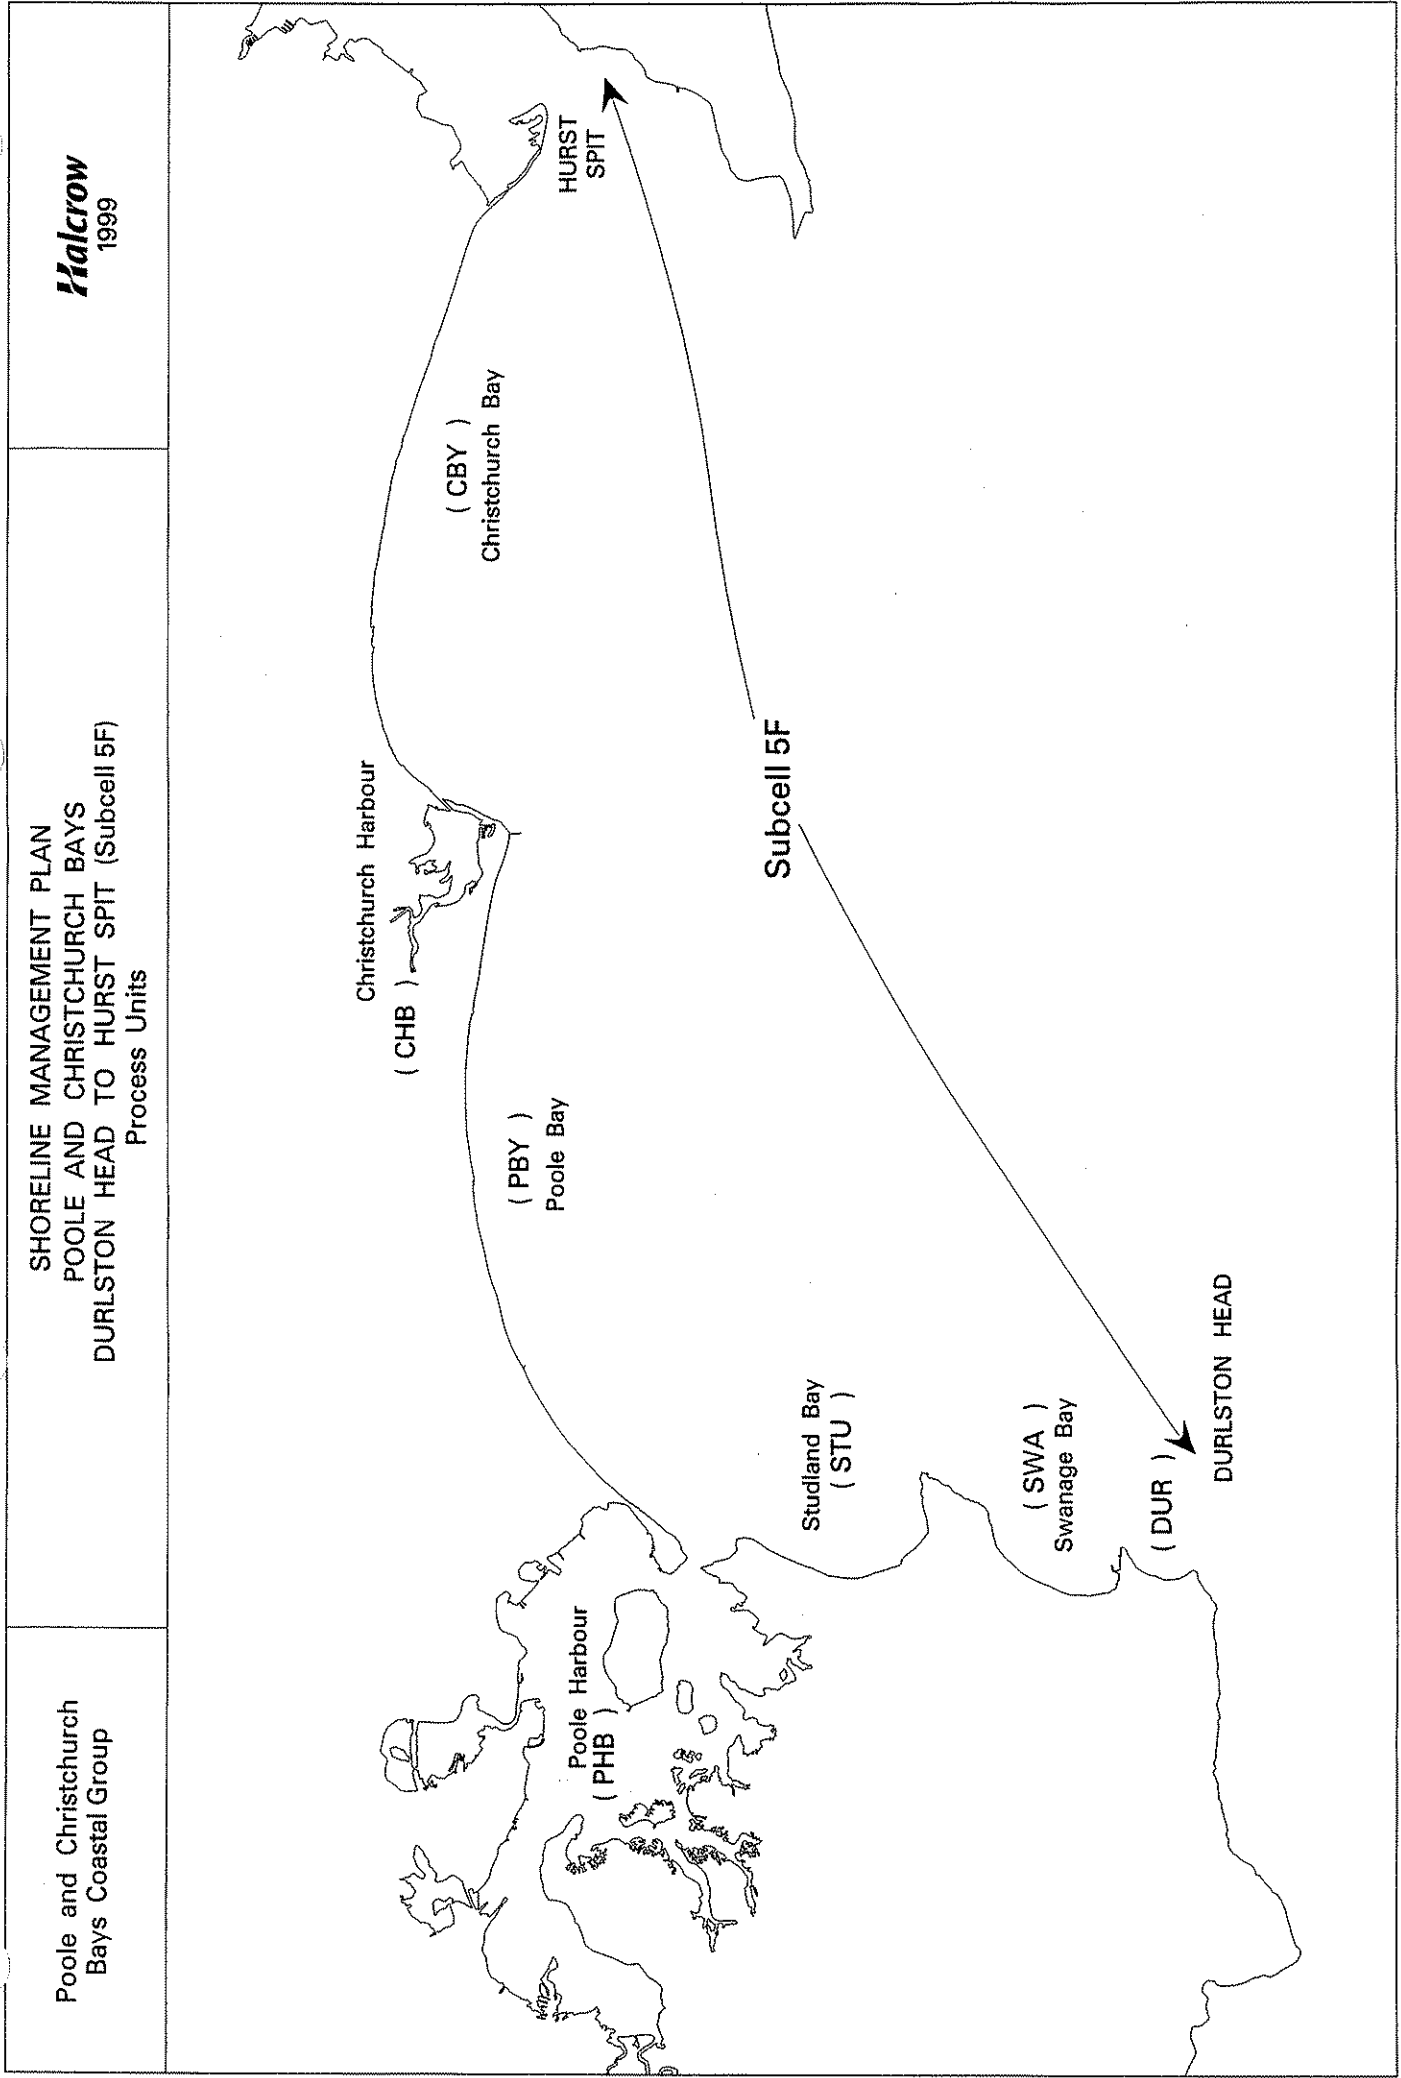 Poole and Christchurch
Bays Coastal Group
SHORELINE MANAGEMENT PLAN
POOLE AND CHRISTCHURCH BAYS
DURLSTON HEAD TO HURST SPIT (Subcell 5F)
Process Units
Halcrow
1999
Christchurch Harbour
( CHB )
( CBY )
Christchurch Bay
HURST
SPIT
( PBY )
Poole Bay
Poole Harbour
( PHB )
Subcell 5F
Studland Bay
( STU )
( SWA )
Swanage Bay
( DUR )
DURLSTON HEAD